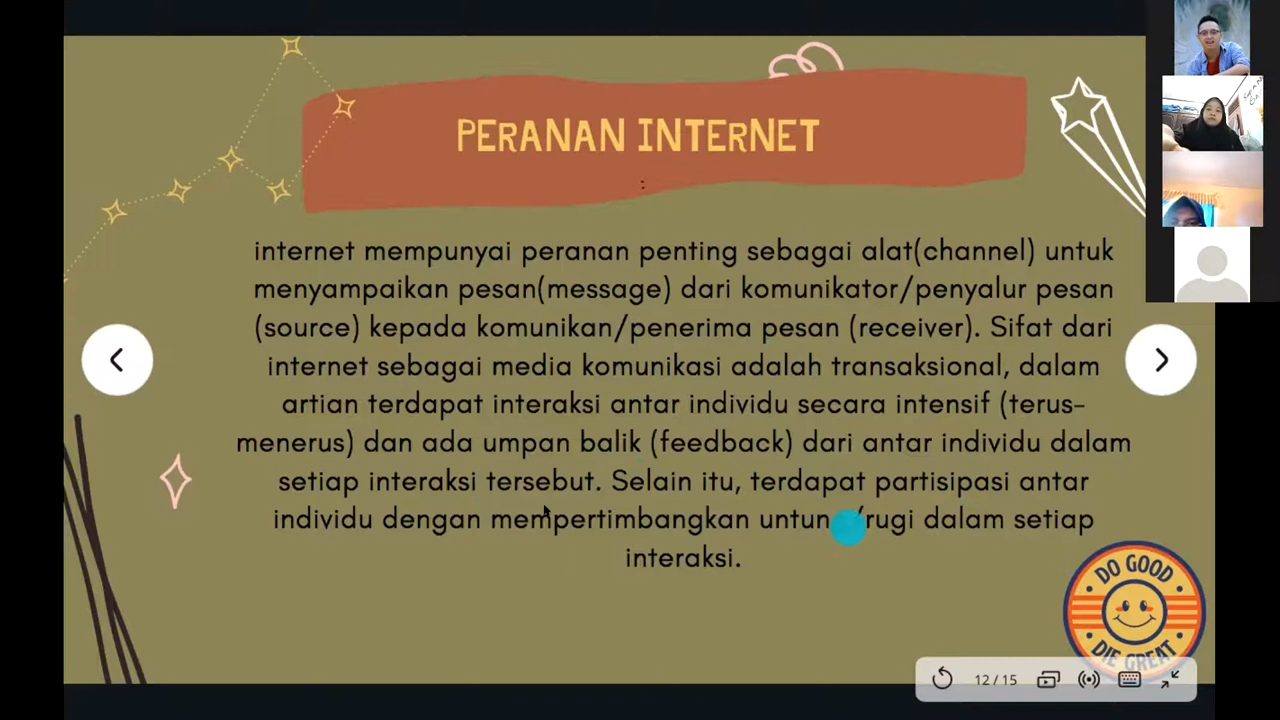 PERANAN INTERNET
:
internet mempunyai peranan penting sebagai alat(channel) untuk
menyampaikan pesan(message) dari komunikator/penyalur pesan
(source) kepada komunikan/penerima pesan (receiver). Sifat dari
internet sebagai media komunikasi adalah transaksional, dalam
artian terdapat interaksi antar individu secara intensif (terus-
menerus) dan ada umpan balik (feedback) dari antar individu dalam
setiap interaksi tersebut. Selain itu, terdapat partisipasi antar
individu dengan mempertimbangkan untung/rugi dalam setiap
interaksi.
DO GOOD
DIE GREAT
12 / 15